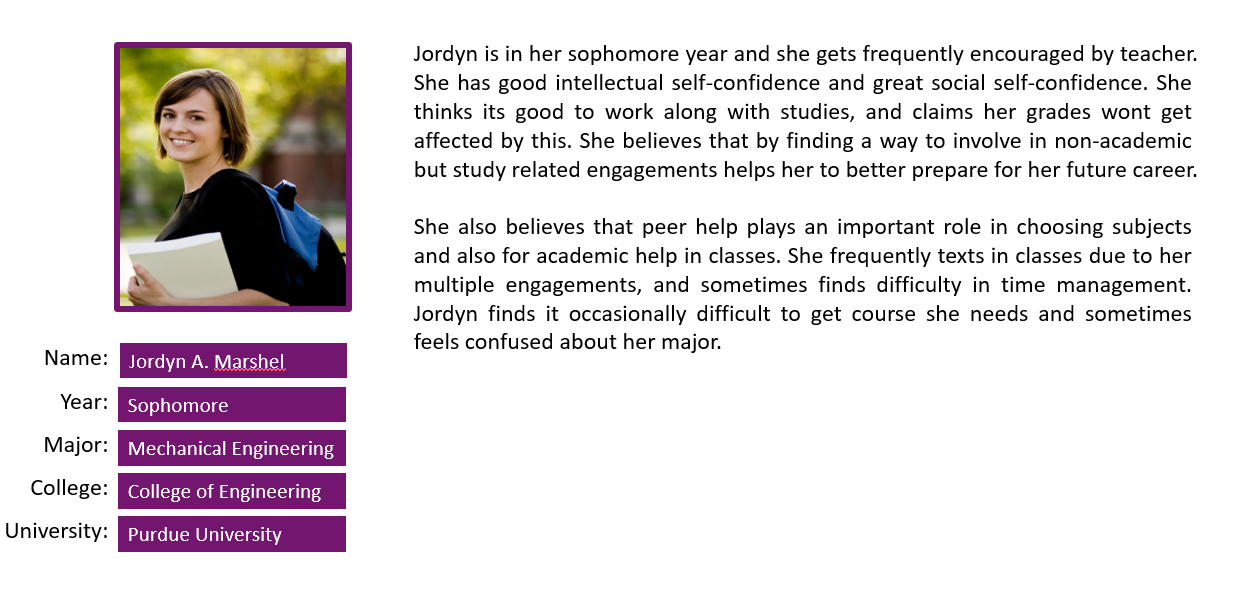 Jordyn is in her sophomore year and she gets frequently encouraged by teacher.
She has good intellectual self-confidence and great social self-confidence. She
thinks its good to work along with studies, and claims her grades wont get
affected by this. She believes that by finding a way to involve in non-academic
but study related engagements helps her to better prepare for her future career.
She also believes that peer help plays an important role in choosing subjects
and also for academic help in classes. She frequently texts in classes due to her
multiple engagements, and sometimes finds difficulty in time management.
Jordyn finds it occasionally difficult to get course she needs and sometimes
feels confused about her major.
Name: Jordyn A. Marshel
Year: Sophomore
Major: Mechanical Engineering
College: College of Engineering
University: Purdue University